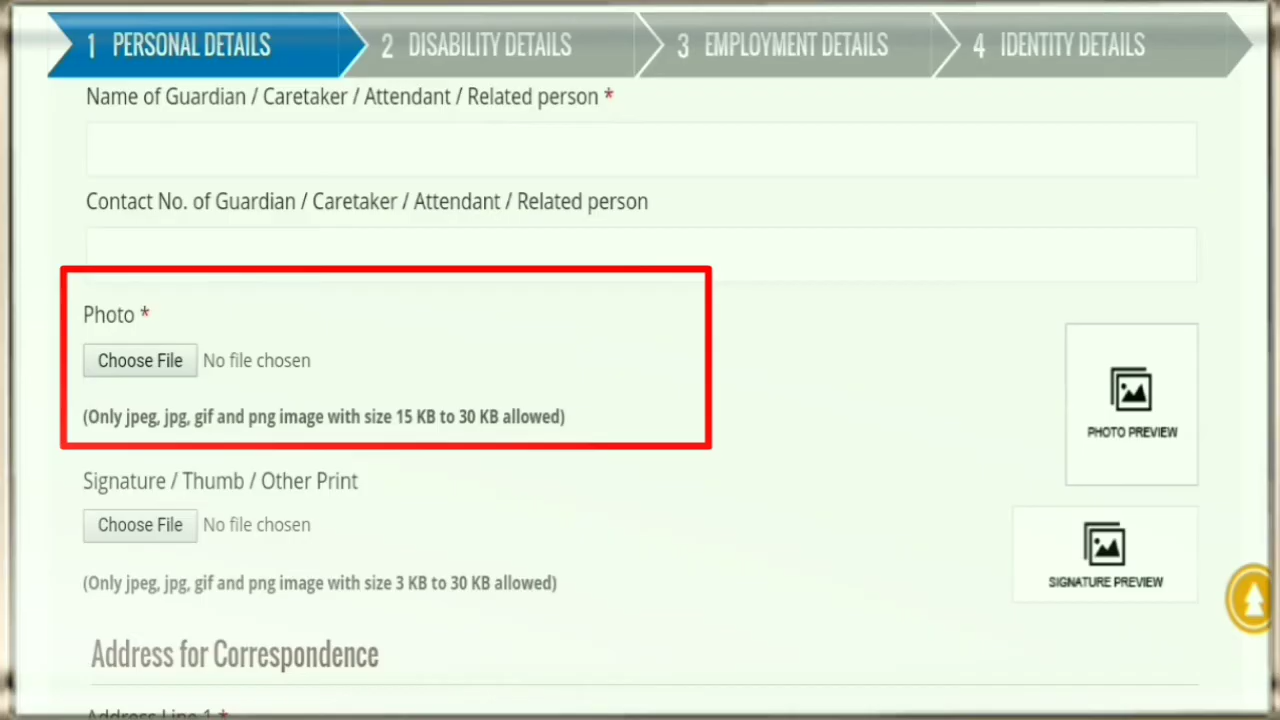 1 PERSONAL DETAILS 2 DISABILITY DETAILS 3 EMPLOYMENT DETAILS 4 IDENTITY DETAILS
Name of Guardian / Caretaker / Attendant / Related person *
Contact No. of Guardian / Caretaker / Attendant / Related person
Photo *
Choose File No file chosen
(Only jpeg, jpg, gif and png image with size 15 KB to 30 KB allowed)
PHOTO PREVIEW
Signature / Thumb / Other Print
Choose File No file chosen
(Only jpeg, jpg, gif and png image with size 3 KB to 30 KB allowed)
SIGNATURE PREVIEW
Address for Correspondence
Address Line 1 *